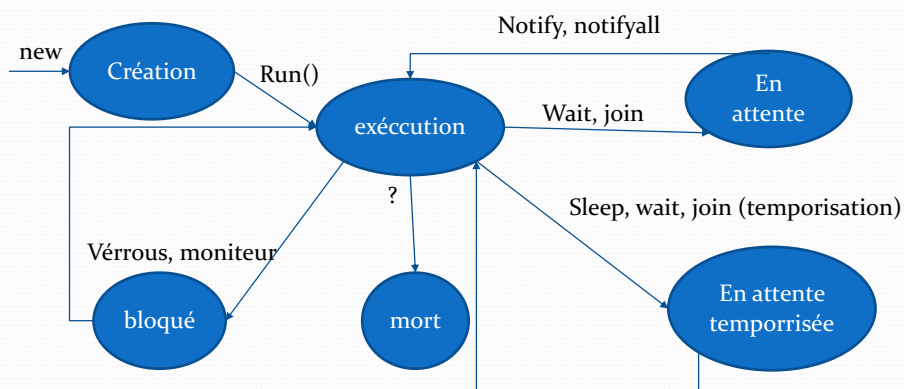 Notify, notifyall
new
Création
Run()
En
attente
exéccution
Wait, join
?
Sleep, wait, join (temporisation)
Vérrous, moniteur
bloqué
mort
En attente
temporrisée